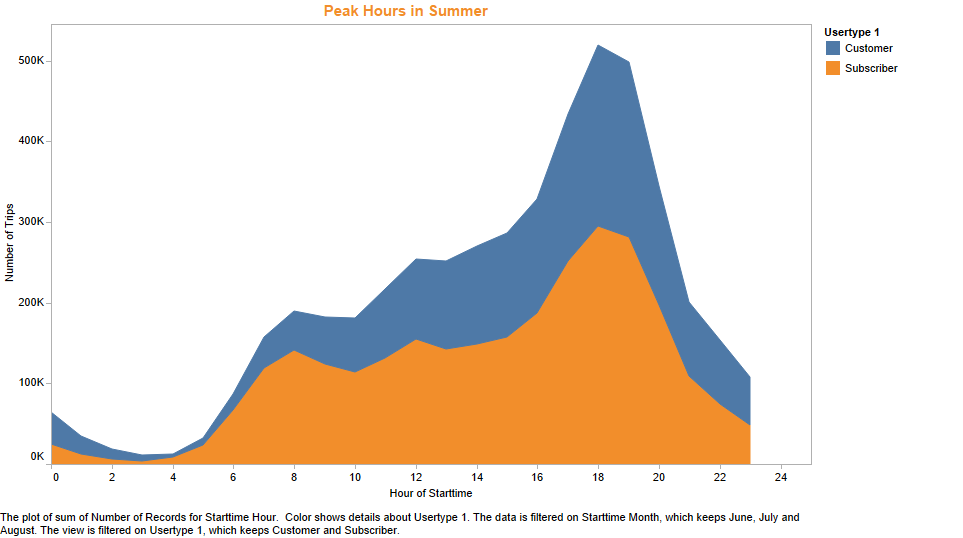 Peak Hours in Summer
Usertype 1
Customer
Subscriber
500K
400K
300K
200K
100K
0K
Number of Trips
0 2 4 6 8 10 12 14 16 18 20 22 24
Hour of Starttime
The plot of sum of Number of Records for Starttime Hour.  Color shows details about Usertype 1. The data is filtered on Starttime Month, which keeps June, July and
August. The view is filtered on Usertype 1, which keeps Customer and Subscriber.